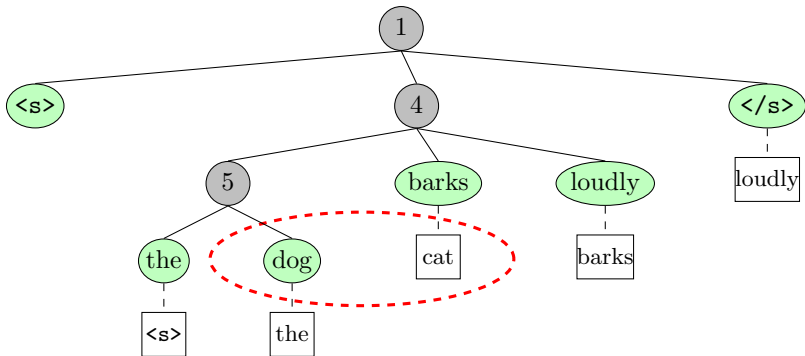 1
<s> 4 </s>
loudly
5 barks loudly
the dog cat barks
<s> the